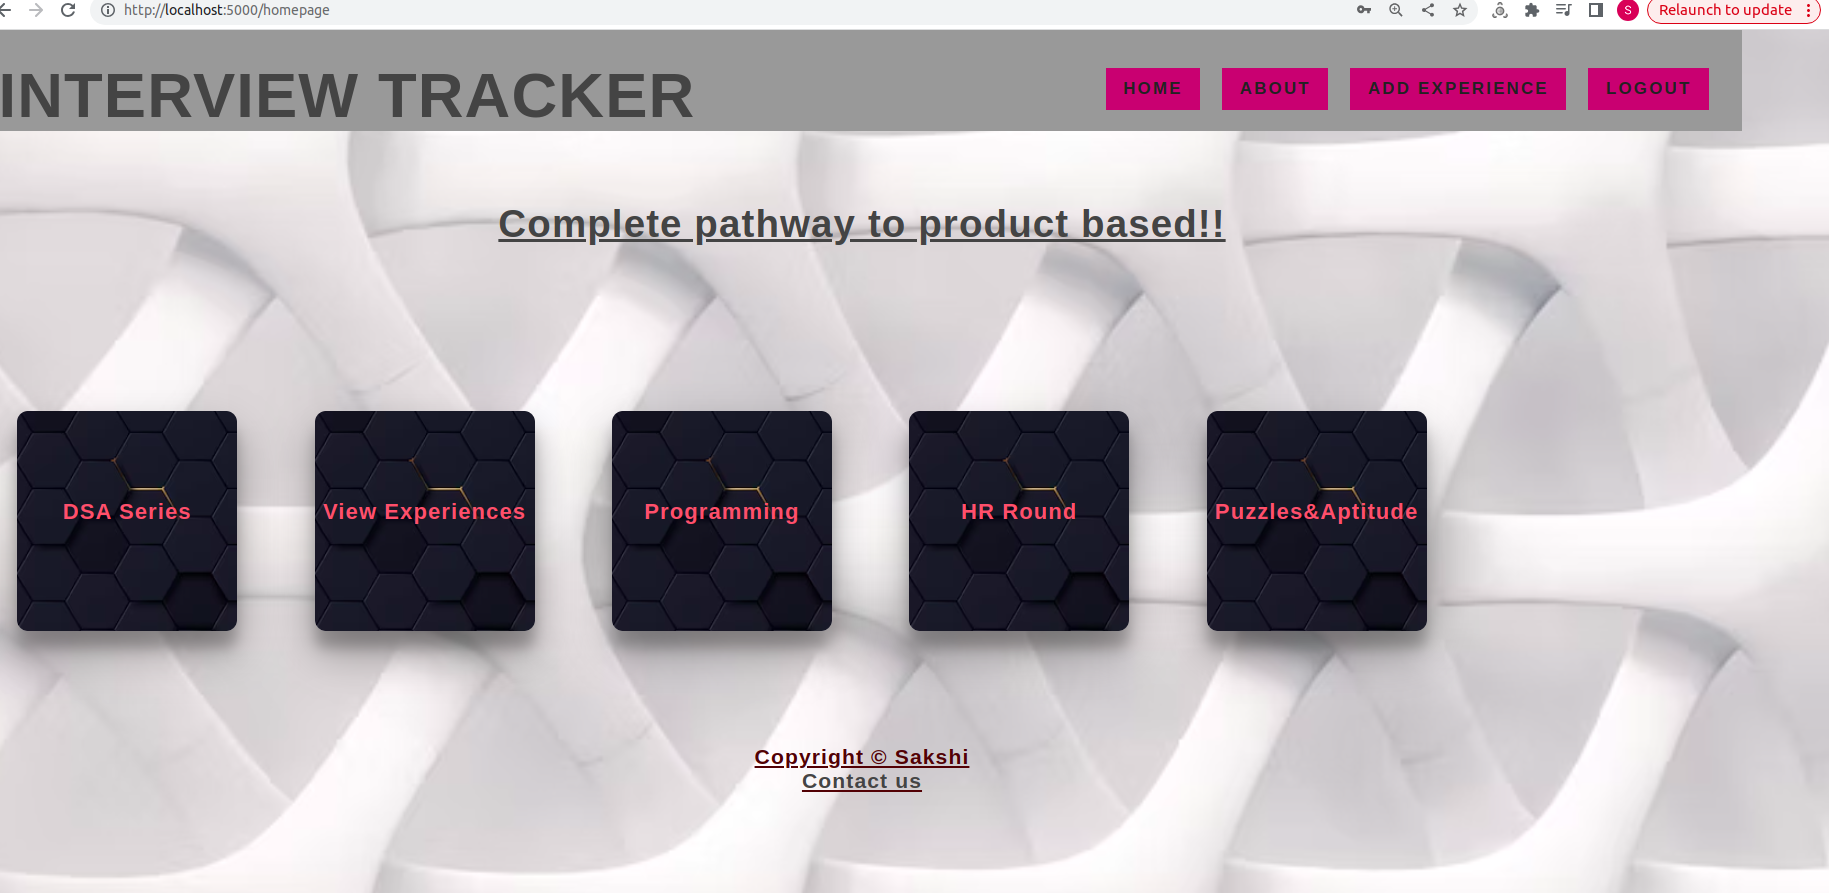 http://localhost:5000/homepage
S
Relaunch to update
INTERVIEW TRACKER
HOME
ABOUT
ADD EXPERIENCE
LOGOUT
Complete pathway to product based!!
DSA Series
View Experiences
Programming
HR Round
Puzzles&Aptitude
Copyright © Sakshi
Contact us